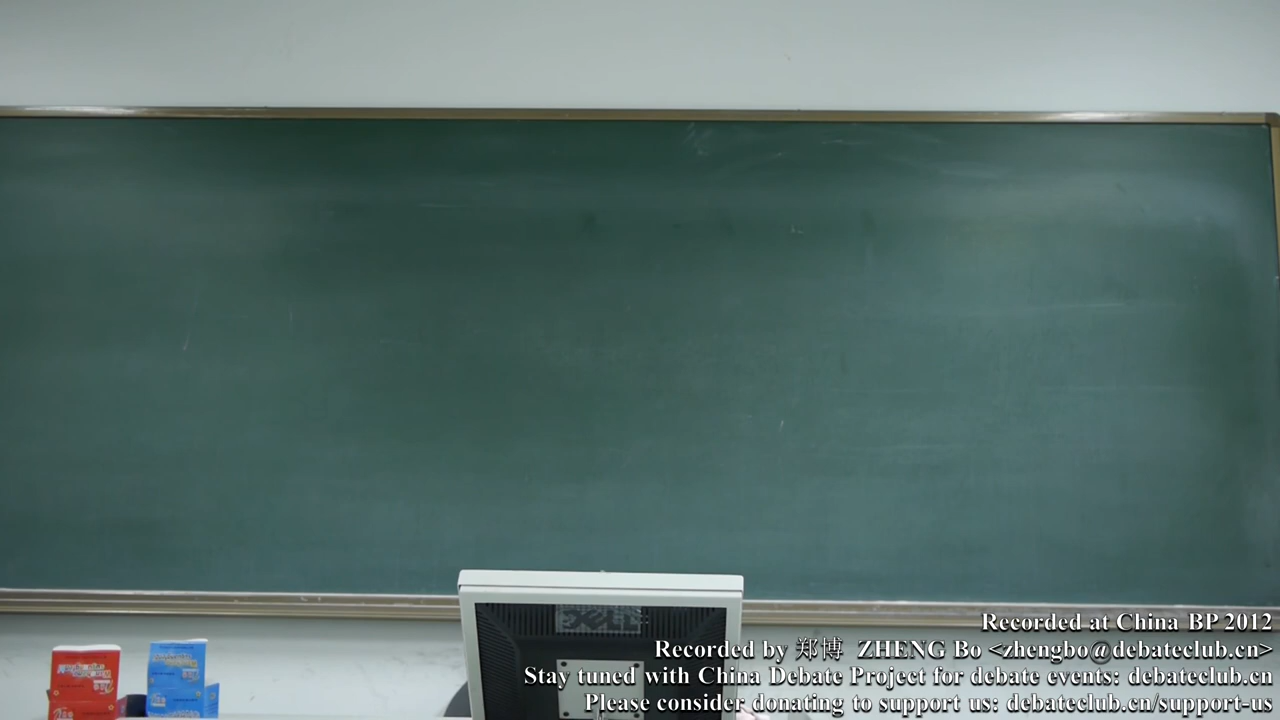 Recorded at China BP 2012
Recorded by 郑博 ZHENG Bo <zhengbo@debateclub.cn>
Stay tuned with China Debate Project for debate events: debateclub.cn
Please consider donating to support us: debateclub.cn/support-us